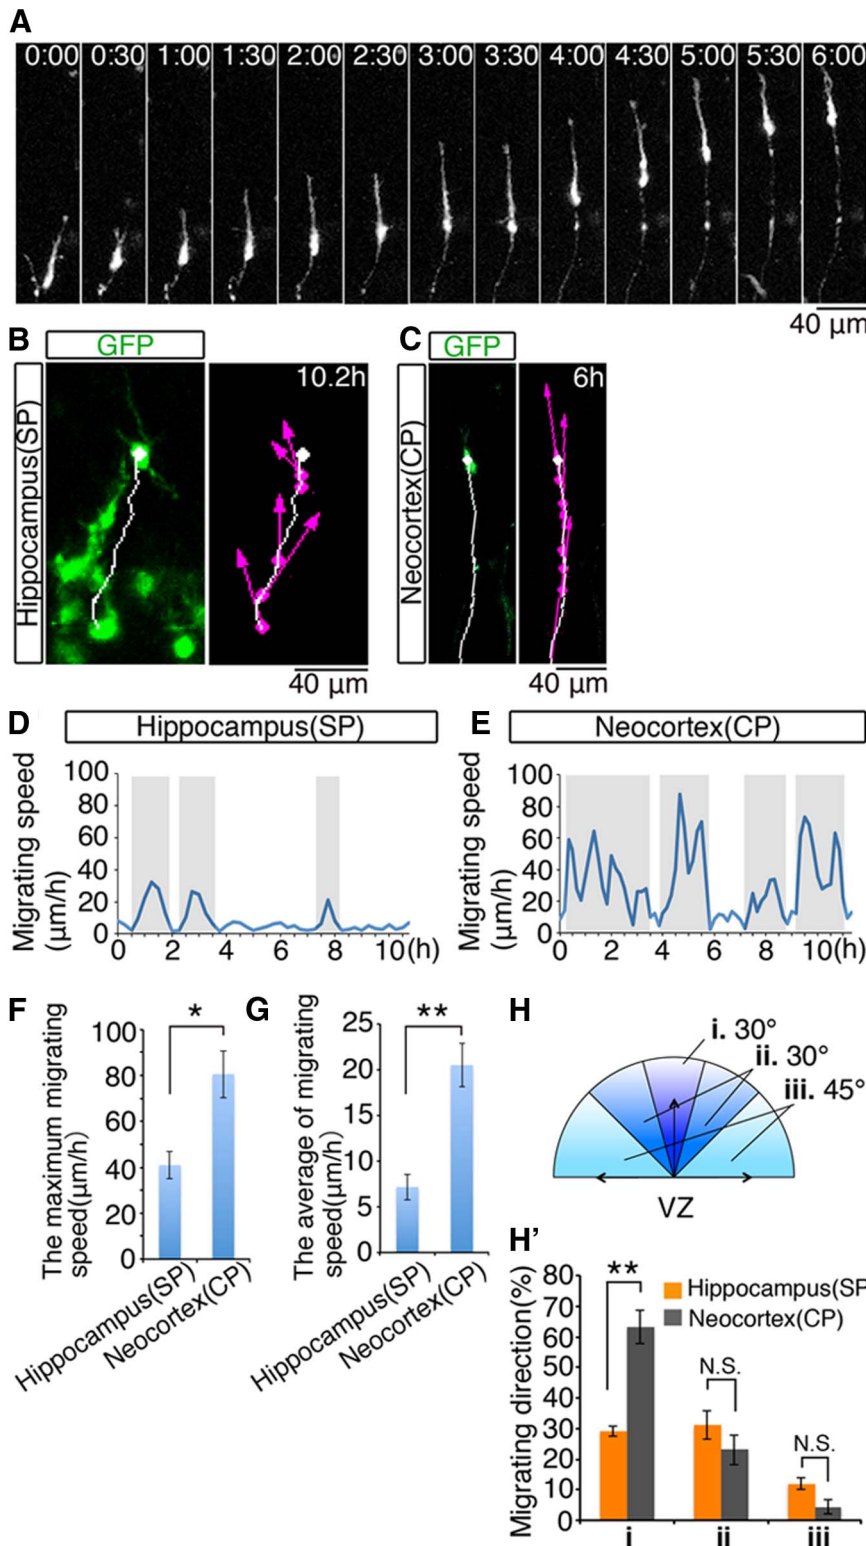 A
0:00 0:30 1:00 1:30 2:00 2:30 3:00 3:30 4:00 4:30 5:00 5:30 6:00
40 µm
B
GFP
Hippocampus(SP)
10.2h
40 µm
C
GFP
Neocortex(CP)
6h
40 µm
D
Hippocampus(SP)
Migrating speed
(µm/h)
100
80
60
40
20
0
0 2 4 6 8 10(h)
E
Neocortex(CP)
Migrating speed
(µm/h)
100
80
60
40
20
0
0 2 4 6 8 10(h)
F
The maximum migrating
speed(µm/h)
100
80
60
40
20
0
*
Hippocampus(SP)
Neocortex(CP)
G
The average of migrating
speed(µm/h)
25
20
15
10
5
0
**
Hippocampus(SP)
Neocortex(CP)
H
i. 30°
ii. 30°
iii. 45°
VZ
H'
Migrating direction(%)
80
70
60
50
40
30
20
10
0
**
Hippocampus(SP
Neocortex(CP)
N.S.
N.S.
i ii iii